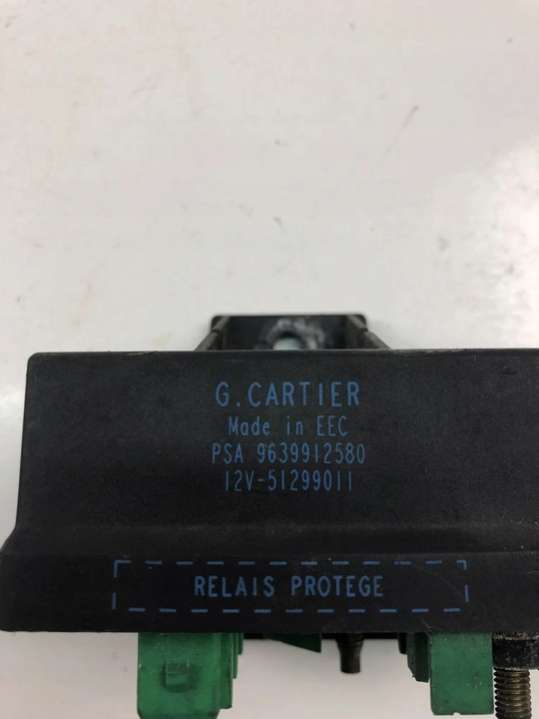 G. CARTIER
Made in EEC
PSA 9639912580
12V-51299011
RELAIS PROTEGE